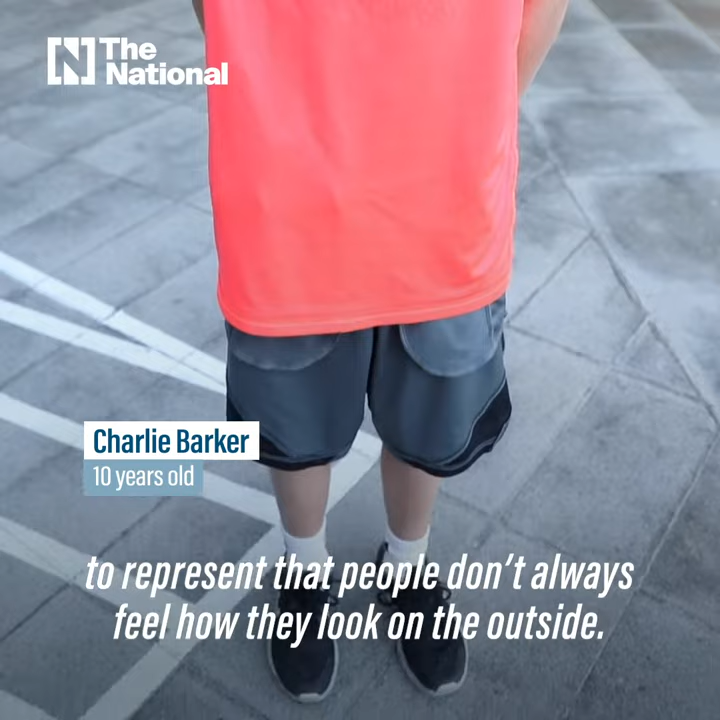 The
National
Charlie Barker
10 years old
to represent that people don't always
feel how they look on the outside.